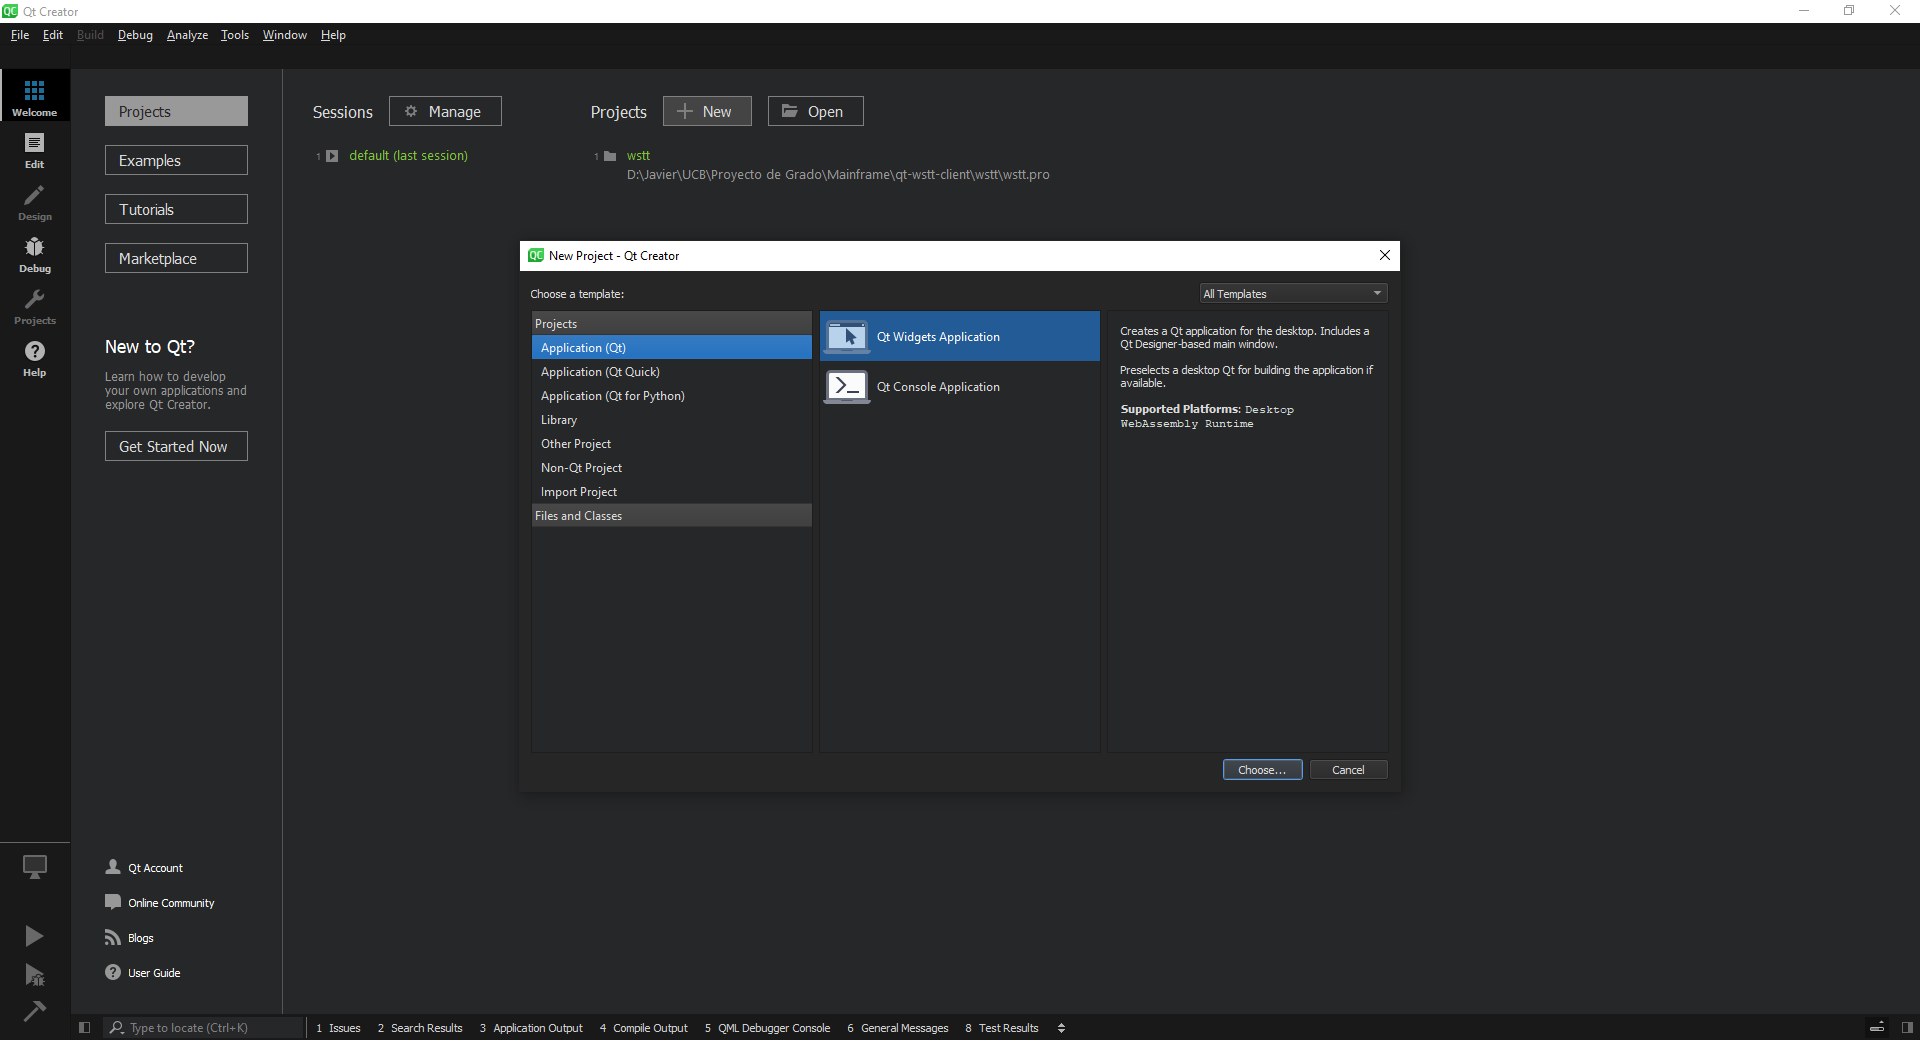 QC Qt Creator
File Edit Build Debug Analyze Tools Window Help
Welcome
Edit
Design
Debug
Projects
Help
Projects
Examples
Tutorials
Marketplace
New to Qt?
Learn how to develop
your own applications and
explore Qt Creator.
Get Started Now
Qt Account
Online Community
Blogs
User Guide
Sessions Manage
1 default (last session)
Projects New Open
1 wstt
D:\Javier\UCB\Proyecto de Grado\Mainframe\qt-wstt-client\wstt\wstt.pro
QC New Project - Qt Creator
Choose a template:
All Templates
Projects
Application (Qt)
Application (Qt Quick)
Application (Qt for Python)
Library
Other Project
Non-Qt Project
Import Project
Files and Classes
Qt Widgets Application
Qt Console Application
Creates a Qt application for the desktop. Includes a
Qt Designer-based main window.
Preselects a desktop Qt for building the application if
available.
Supported Platforms: Desktop
WebAssembly Runtime
Choose... Cancel
Type to locate (Ctrl+K) 1 Issues 2 Search Results 3 Application Output 4 Compile Output 5 QML Debugger Console 6 General Messages 8 Test Results